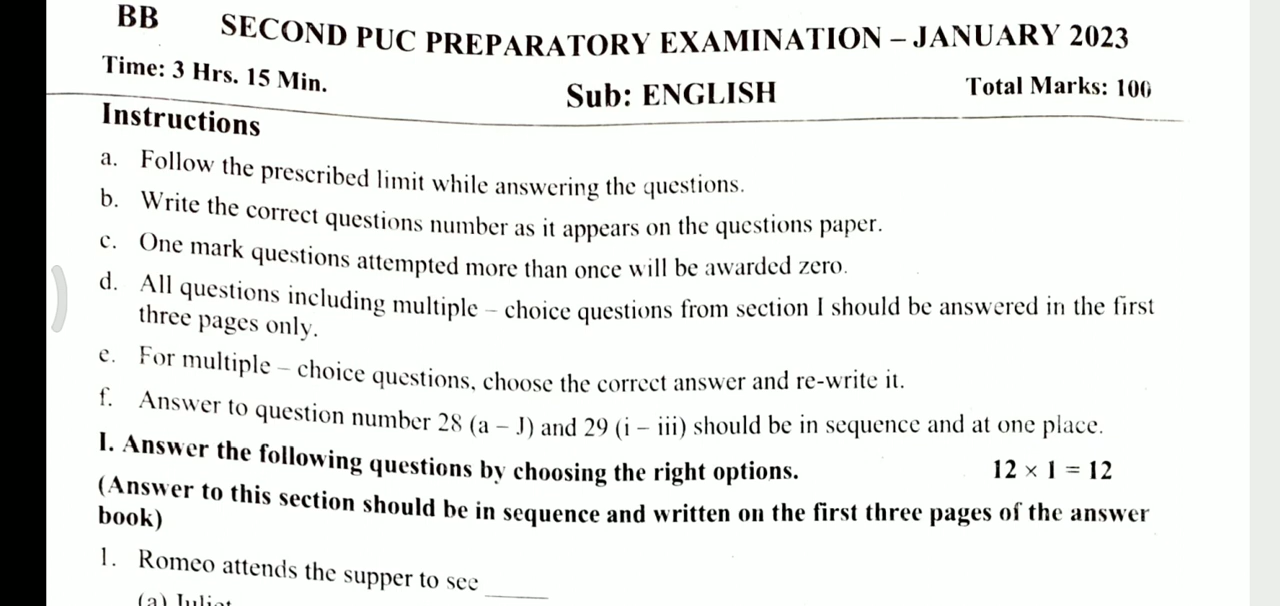 BB SECOND PUC PREPARATORY EXAMINATION – JANUARY 2023
Time: 3 Hrs. 15 Min. Sub: ENGLISH Total Marks: 100
Instructions
a. Follow the prescribed limit while answering the questions.
b. Write the correct questions number as it appears on the questions paper.
c. One mark questions attempted more than once will be awarded zero.
d. All questions including multiple – choice questions from section I should be answered in the first
three pages only.
e. For multiple – choice questions, choose the correct answer and re-write it.
f. Answer to question number 28 (a – J) and 29 (i – iii) should be in sequence and at one place.
I. Answer the following questions by choosing the right options. 12 × 1 = 12
(Answer to this section should be in sequence and written on the first three pages of the answer
book)
1. Romeo attends the supper to see _____
(a) Juliet